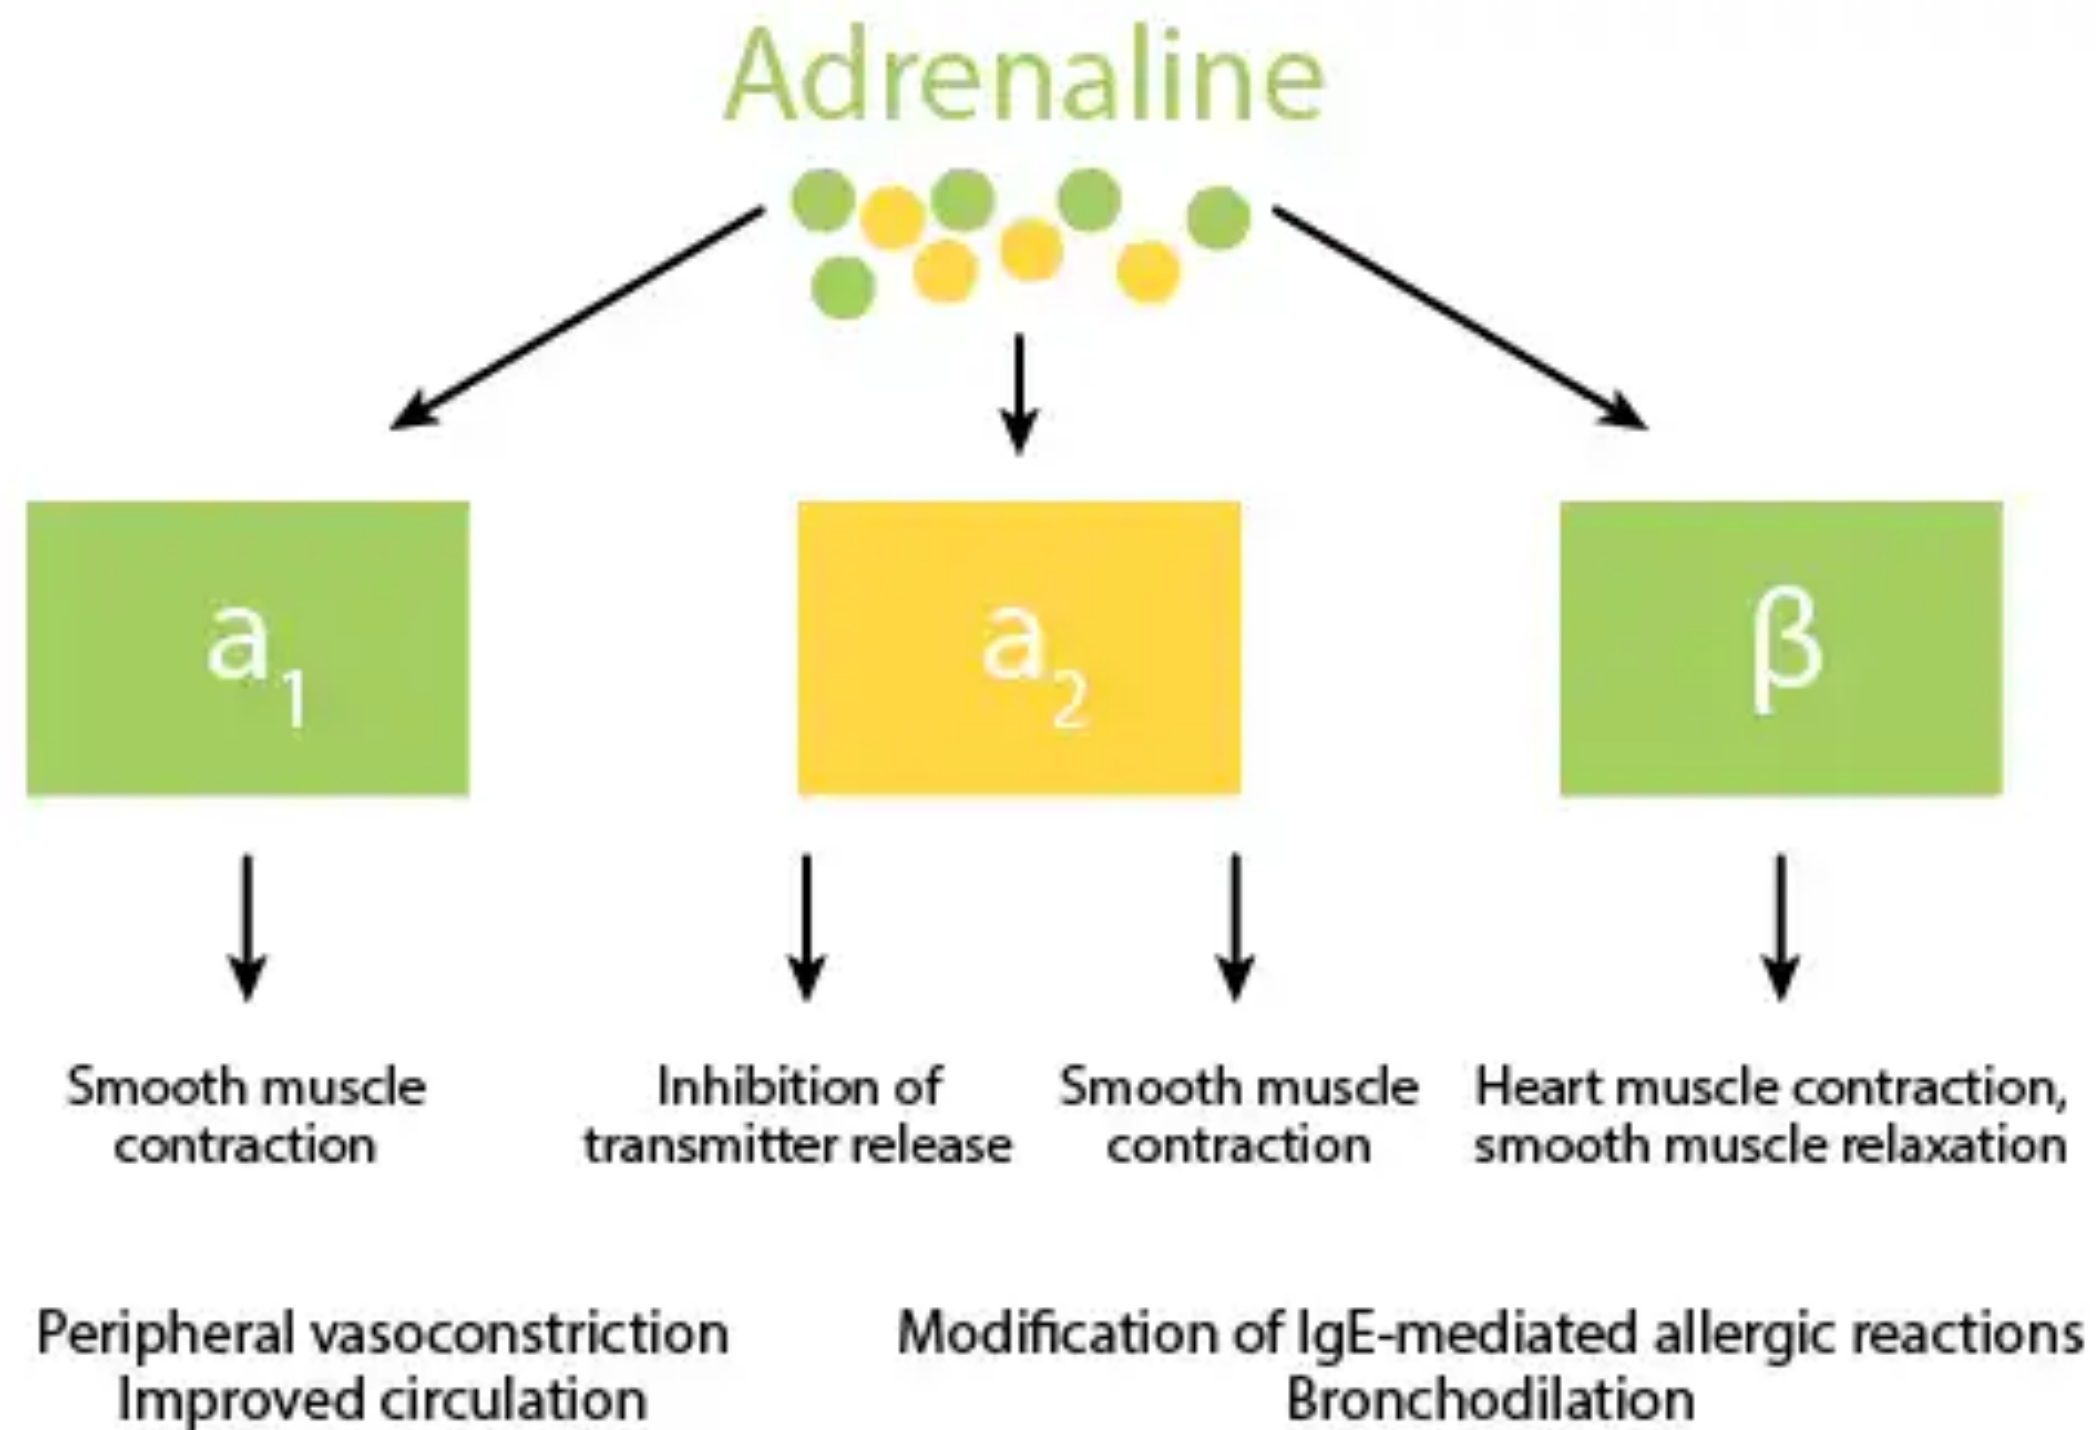 Adrenaline
a1
a2
β
Smooth muscle
contraction
Inhibition of
transmitter release
Smooth muscle
contraction
Heart muscle contraction,
smooth muscle relaxation
Peripheral vasoconstriction
Improved circulation
Modification of IgE-mediated allergic reactions
Bronchodilation